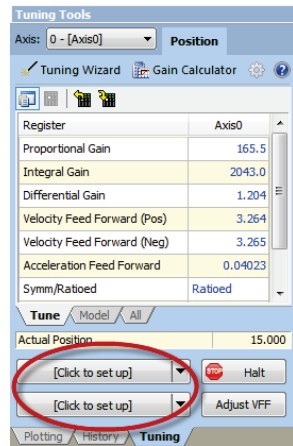 Tuning Tools
Axis: 0 - [Axis0] Position
Tuning Wizard Gain Calculator
Register Axis0
Proportional Gain 165.5
Integral Gain 2043.0
Differential Gain 1.204
Velocity Feed Forward (Pos) 3.264
Velocity Feed Forward (Neg) 3.265
Acceleration Feed Forward 0.04023
Symm/Ratioed Ratioed
Tune Model All
Actual Position 15.000
[Click to set up] STOP Halt
[Click to set up] Adjust VFF
Plotting History Tuning